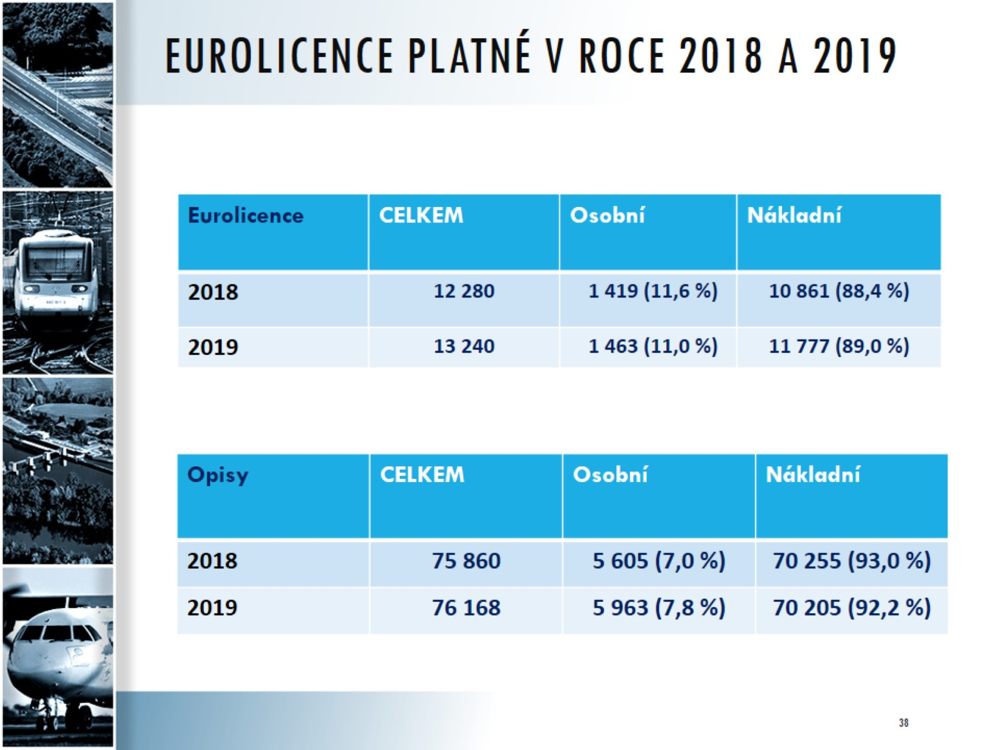 EUROLICENCE PLATNÉ V ROCE 2018 A 2019
Eurolicence CELKEM Osobní Nákladní
2018 12 280 1 419 (11,6 %) 10 861 (88,4 %)
2019 13 240 1 463 (11,0 %) 11 777 (89,0 %)
Opisy CELKEM Osobní Nákladní
2018 75 860 5 605 (7,0 %) 70 255 (93,0 %)
2019 76 168 5 963 (7,8 %) 70 205 (92,2 %)
38